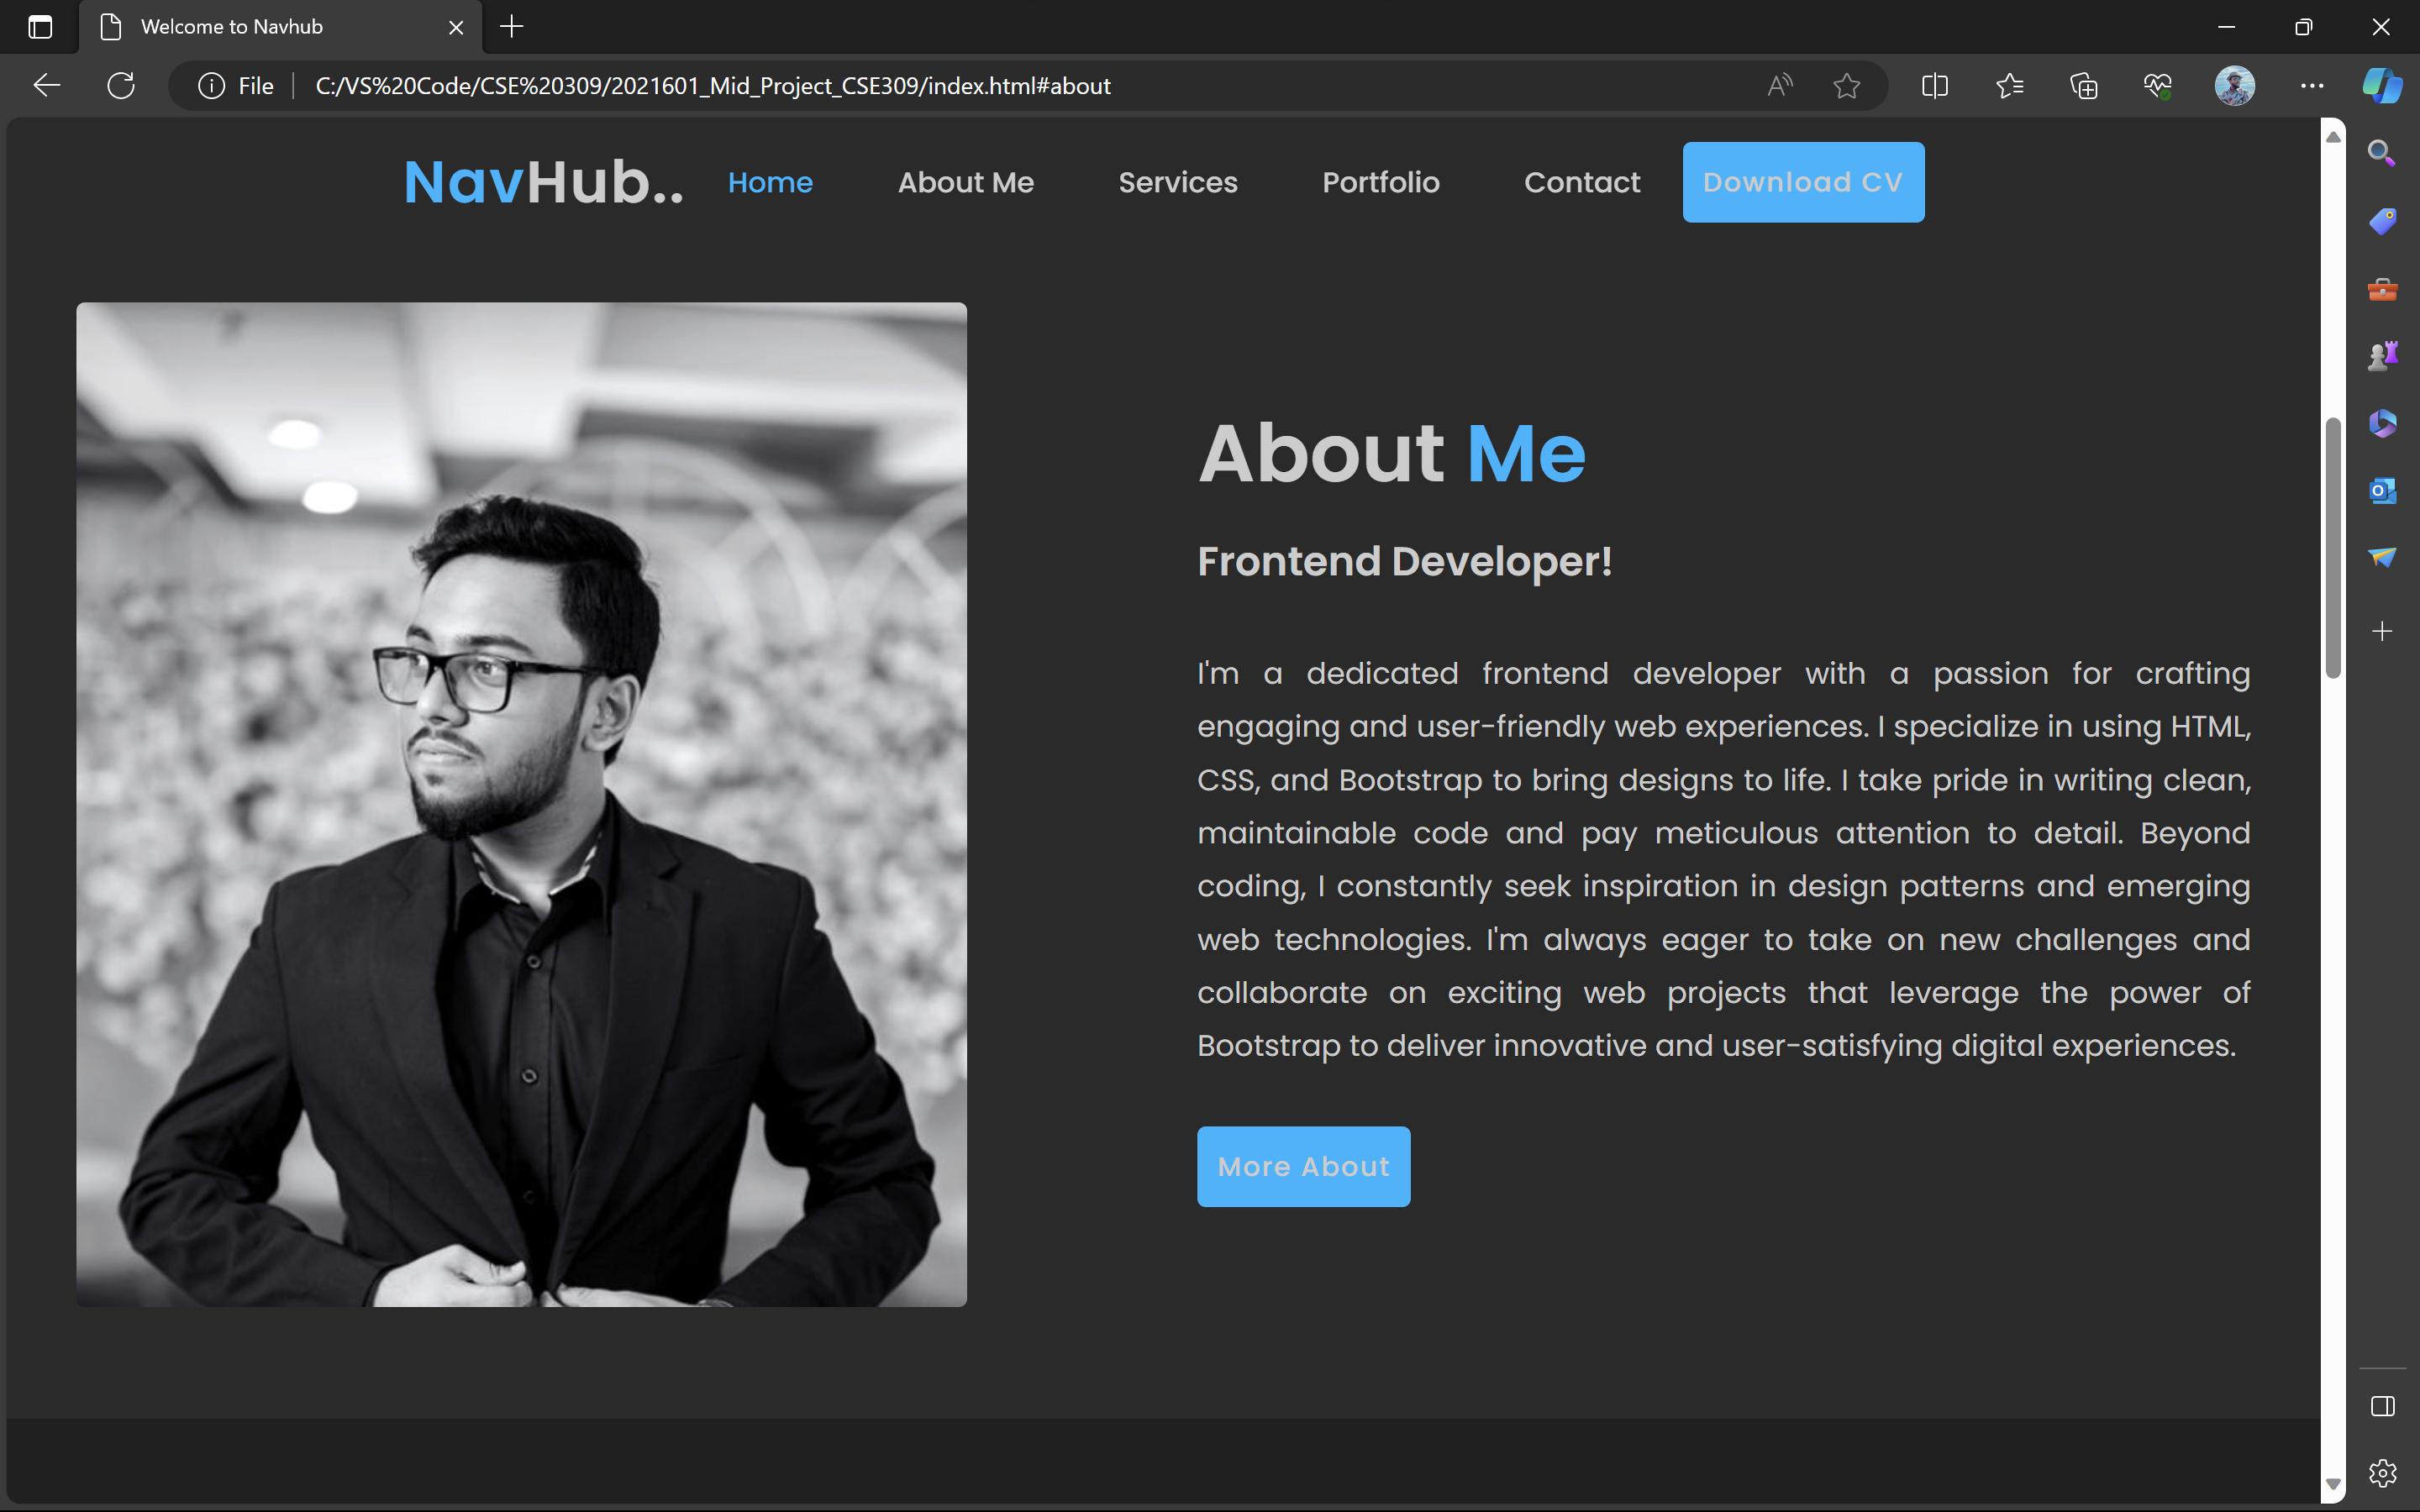 Welcome to Navhub
File
C:/VS%20Code/CSE%20309/2021601_Mid_Project_CSE309/index.html#about
NavHub..
Home
About Me
Services
Portfolio
Contact
Download CV
About Me
Frontend Developer!
I'm a dedicated frontend developer with a passion for crafting
engaging and user-friendly web experiences. I specialize in using HTML,
CSS, and Bootstrap to bring designs to life. I take pride in writing clean,
maintainable code and pay meticulous attention to detail. Beyond
coding, I constantly seek inspiration in design patterns and emerging
web technologies. I'm always eager to take on new challenges and
collaborate on exciting web projects that leverage the power of
Bootstrap to deliver innovative and user-satisfying digital experiences.
More About